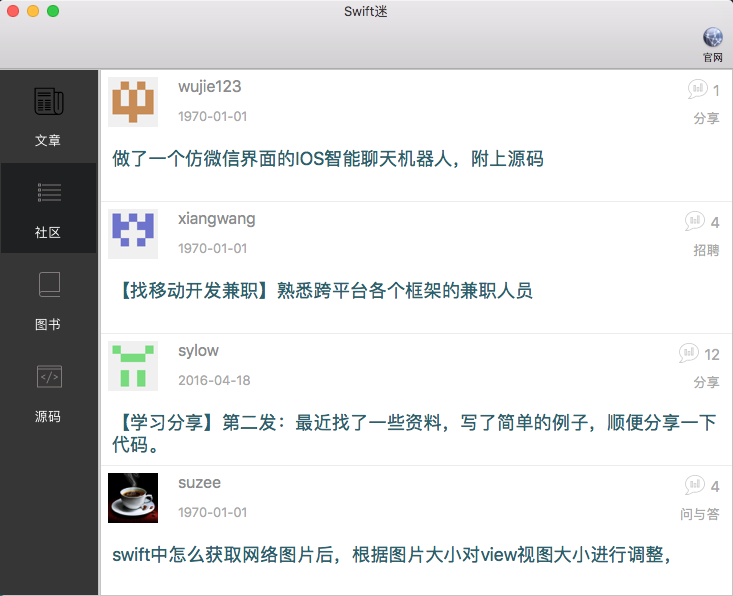 Swift迷
官网
文章
社区
图书
源码
wujie123
1
1970-01-01
分享
做了一个仿微信界面的IOS智能聊天机器人，附上源码
xiangwang
4
1970-01-01
招聘
【找移动开发兼职】熟悉跨平台各个框架的兼职人员
sylow
12
2016-04-18
分享
【学习分享】第二发：最近找了一些资料，写了简单的例子，顺便分享一下
代码。
suzee
4
1970-01-01
问与答
swift中怎么获取网络图片后，根据图片大小对view视图大小进行调整，